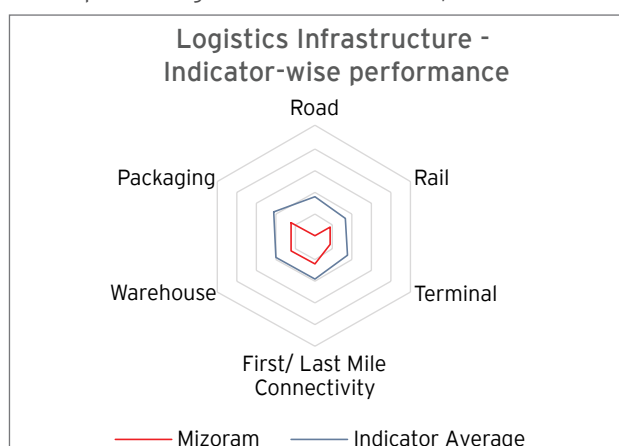 Logistics Infrastructure -
Indicator-wise performance
Road
Packaging
Rail
Warehouse
Terminal
First/ Last Mile
Connectivity
Mizoram
Indicator Average